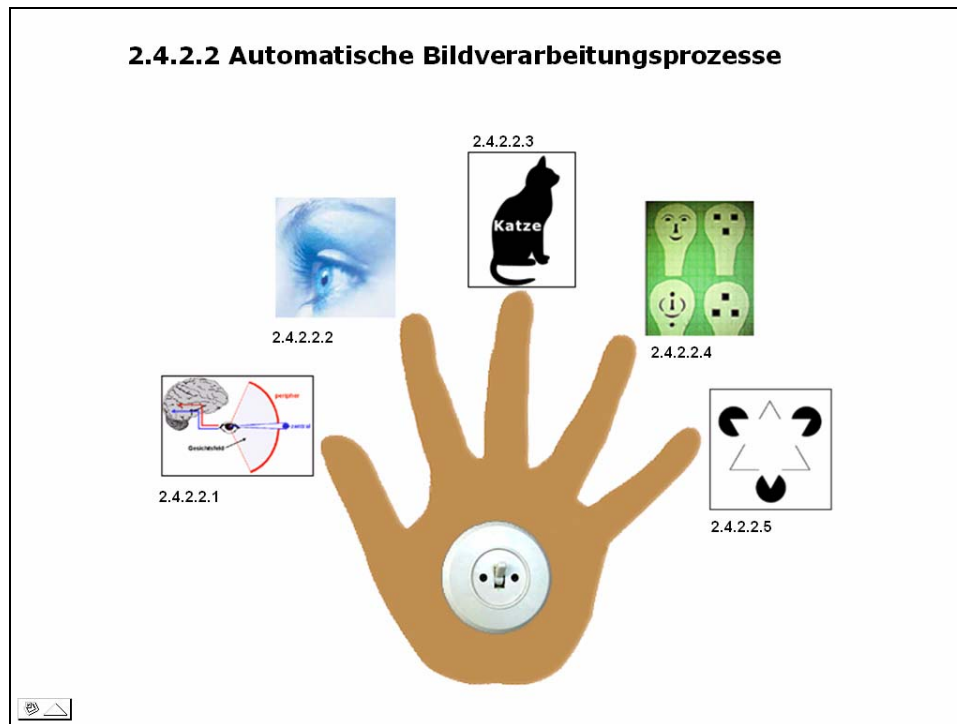 2.4.2.2 Automatische Bildverarbeitungsprozesse
2.4.2.2.3
Katze
2.4.2.2.2
2.4.2.2.4
peripher
central
Gesichtsfeld
2.4.2.2.1
2.4.2.2.5